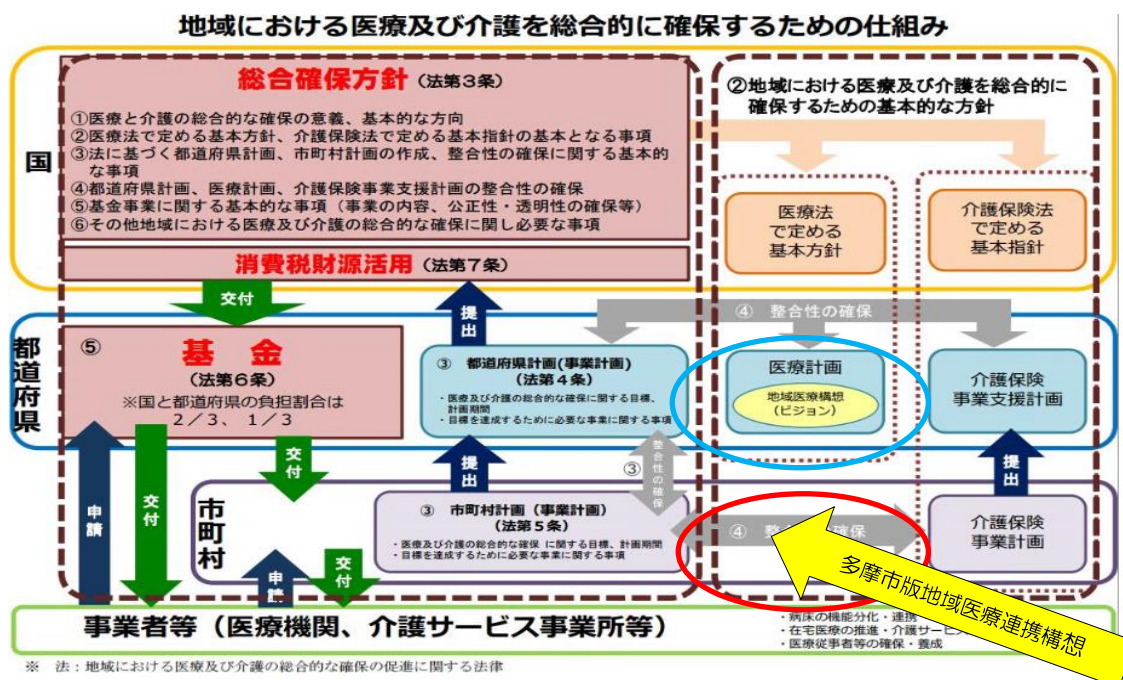 地域における医療及び介護を総合的に確保するための仕組み
国
総合確保方針（法第３条）
①医療と介護の総合的な確保の意義、基本的な方向
②医療法で定める基本方針、介護保険法で定める基本指針の基本となる事項
③法に基づく都道府県計画、市町村計画の作成、整合性の確保に関する基本的
な事項
④都道府県計画、医療計画、介護保険事業支援計画の整合性の確保
⑤基金事業に関する基本的な事項（事業の内容、公正性・透明性の確保等）
⑥その他地域における医療及び介護の総合的な確保に関し必要な事項
消費税財源活用（法第７条）
②地域における医療及び介護を総合的に
確保するための基本的な方針
医療法
で定める
基本方針
介護保険法
で定める
基本指針
交付
提出
④ 整合性の確保
都道府県
⑤ 基 金
（法第６条）
※国と都道府県の負担割合は
２／３、１／３
③ 都道府県計画(事業計画)
（法第４条）
・医療及び介護の総合的な確保に関する目標、
計画期間
・目標を達成するために必要な事業に関する事項
医療計画
地域医療構想
（ビジョン）
介護保険
事業支援計画
申請
交付
交付
提出
③ 整合性の確保
提出
市町村
③ 市町村計画（事業計画）
（法第５条）
・医療及び介護の総合的な確保 に関する目標、計画期間
・目標を達成するために必要な事業に関する事項
④ 整 確保
介護保険
事業計画
多摩市版地域医療連携構想
申請
交付
事業者等（医療機関、介護サービス事業所等）
・病床の機能分化・連携
・在宅医療の推進・介護サービス
・医療従事者等の確保・養成
※ 法：地域における医療及び介護の総合的な確保の促進に関する法律